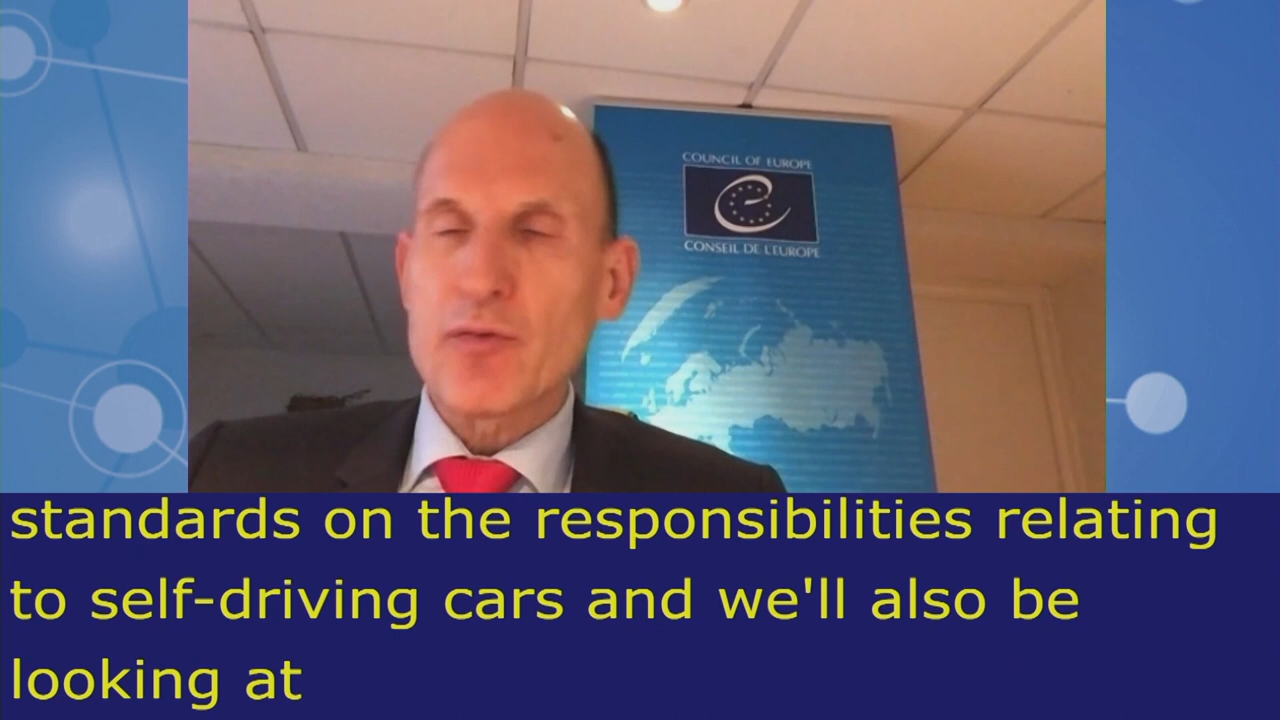 COUNCIL OF EUROPE
CONSEIL DE L'EUROPE
standards on the responsibilities relating
to self-driving cars and we'll also be
looking at